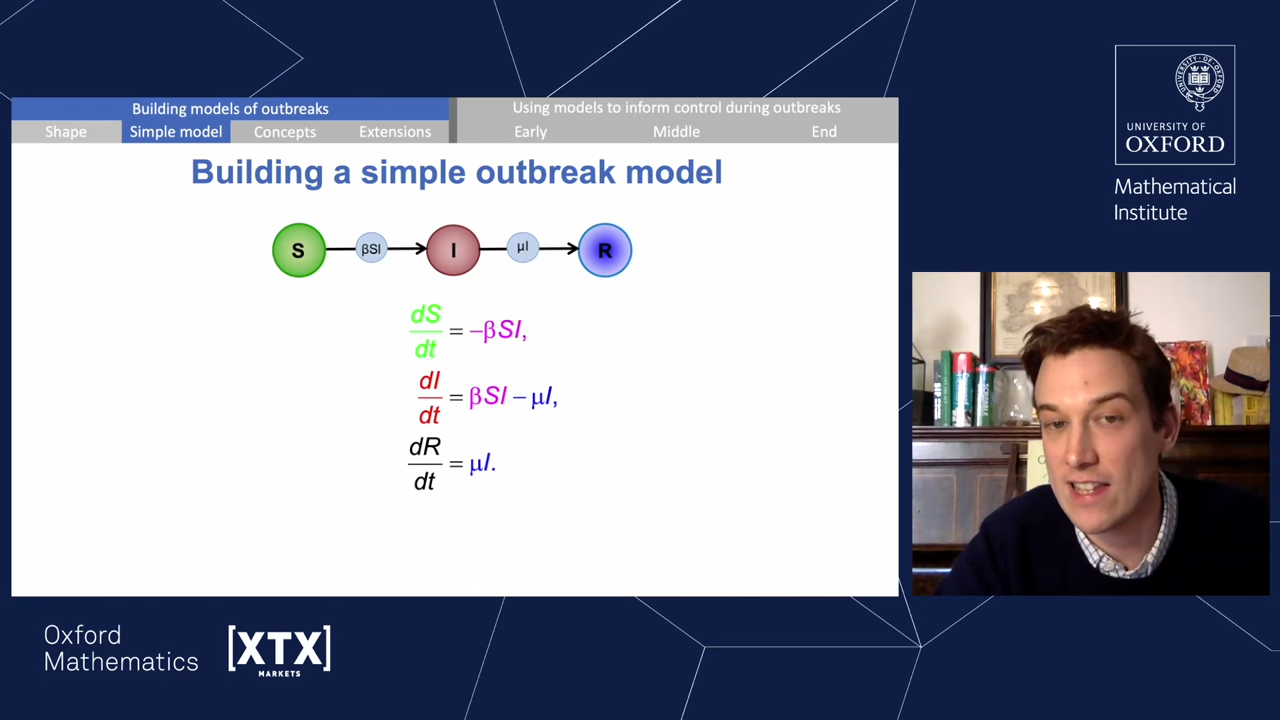 Building models of outbreaks
Using models to inform control during outbreaks
Shape
Simple model
Concepts
Extensions
Early
Middle
End
Building a simple outbreak model
S
βSI
I
μI
R
dS/dt = −βSI,
dI/dt = βSI − μI,
dR/dt = μI.
UNIVERSITY OF
OXFORD
Mathematical
Institute
SCRABBLE
Oxford
Mathematics
[XTX]
MARKETS